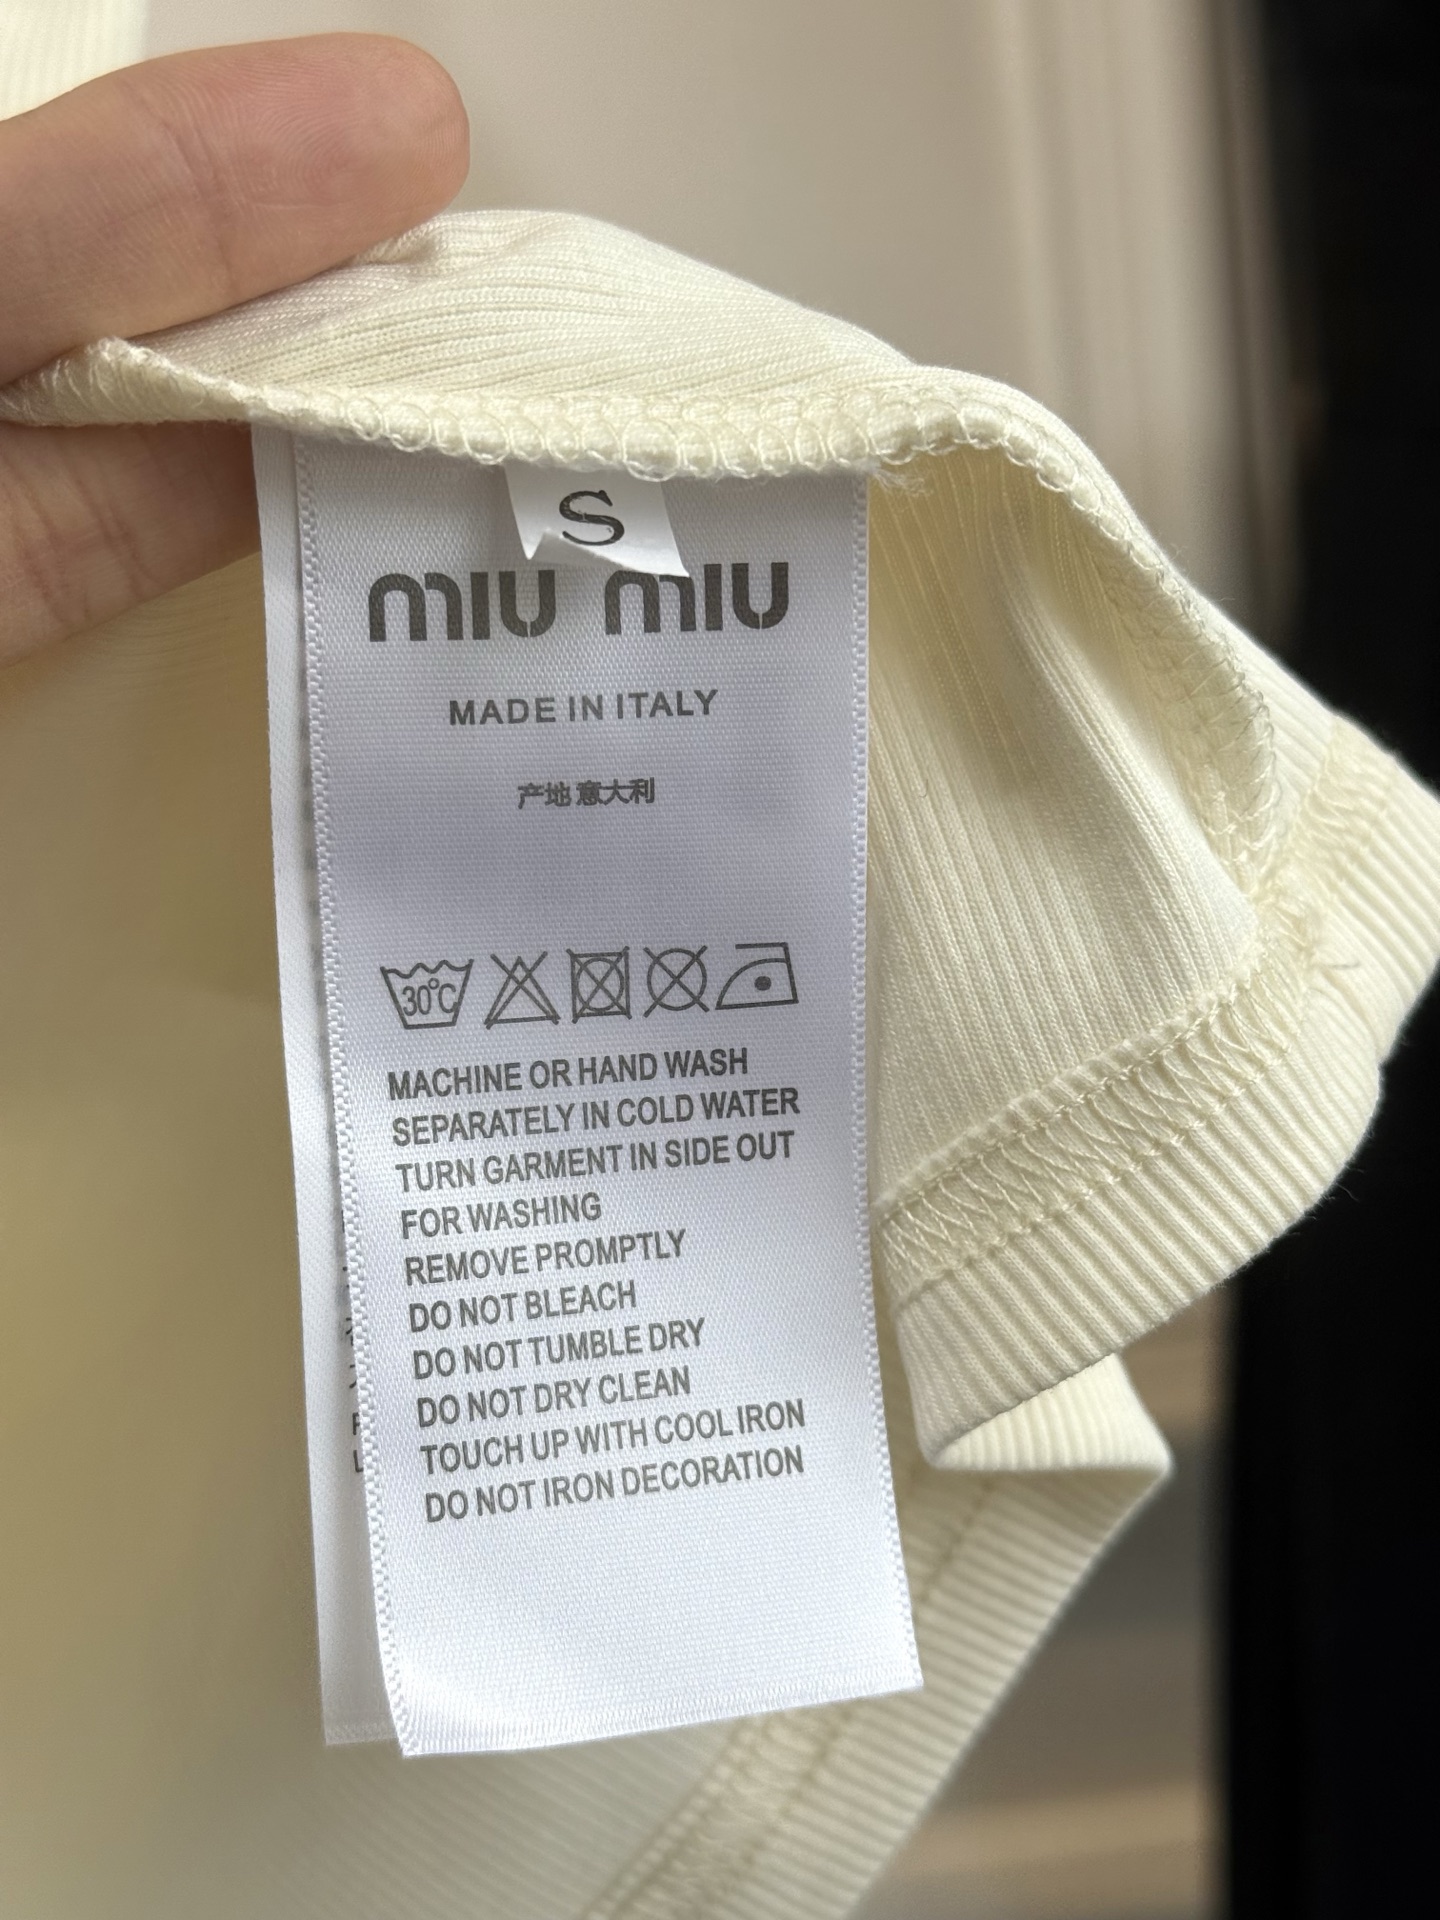 S
MIU MIU
MADE IN ITALY
产地 意大利
30°C
MACHINE OR HAND WASH
SEPARATELY IN COLD WATER
TURN GARMENT IN SIDE OUT
FOR WASHING
REMOVE PROMPTLY
DO NOT BLEACH
DO NOT TUMBLE DRY
DO NOT DRY CLEAN
TOUCH UP WITH COOL IRON
DO NOT IRON DECORATION